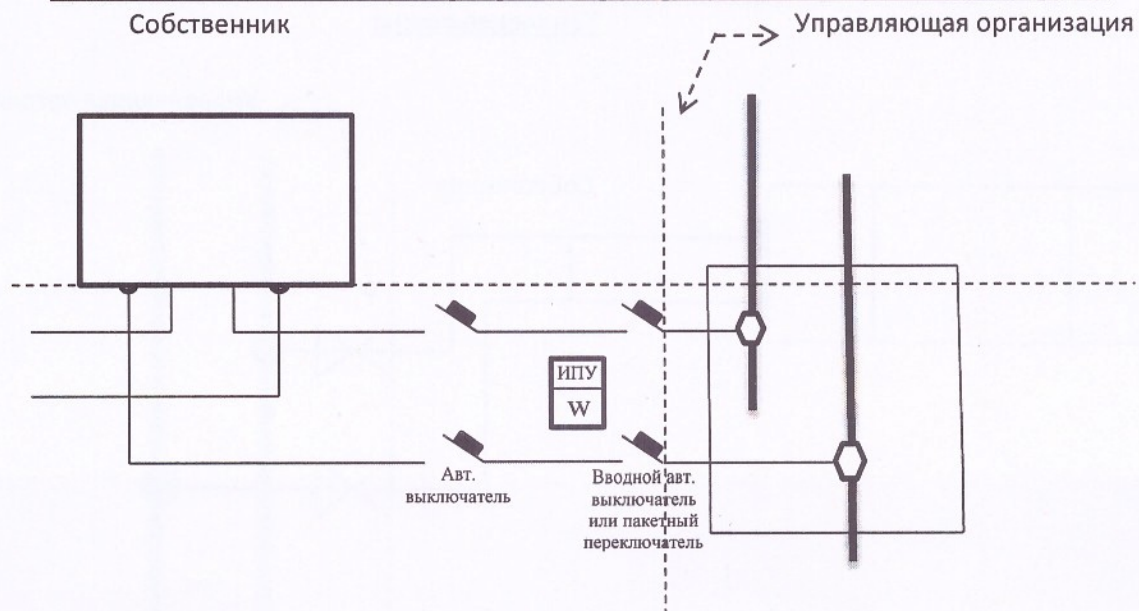 Собственник
Управляющая организация
ИПУ
W
Авт.
выключатель
Вводной авт.
выключатель
или пакетный
переключатель